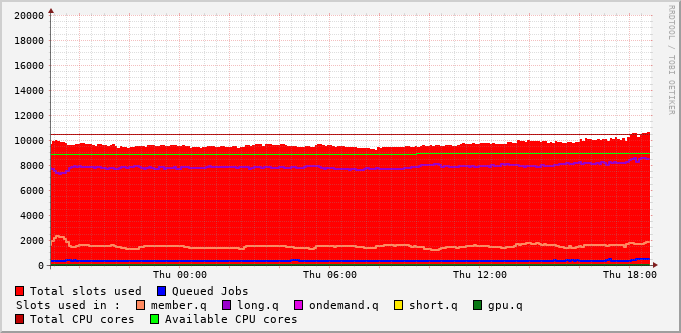 RRDTOOL / TOBI OETIKER
20000
18000
16000
14000
12000
10000
8000
6000
4000
2000
0
Thu 00:00 Thu 06:00 Thu 12:00 Thu 18:00
Total slots used Queued Jobs
Slots used in : member.q long.q ondemand.q short.q gpu.q
Total CPU cores Available CPU cores